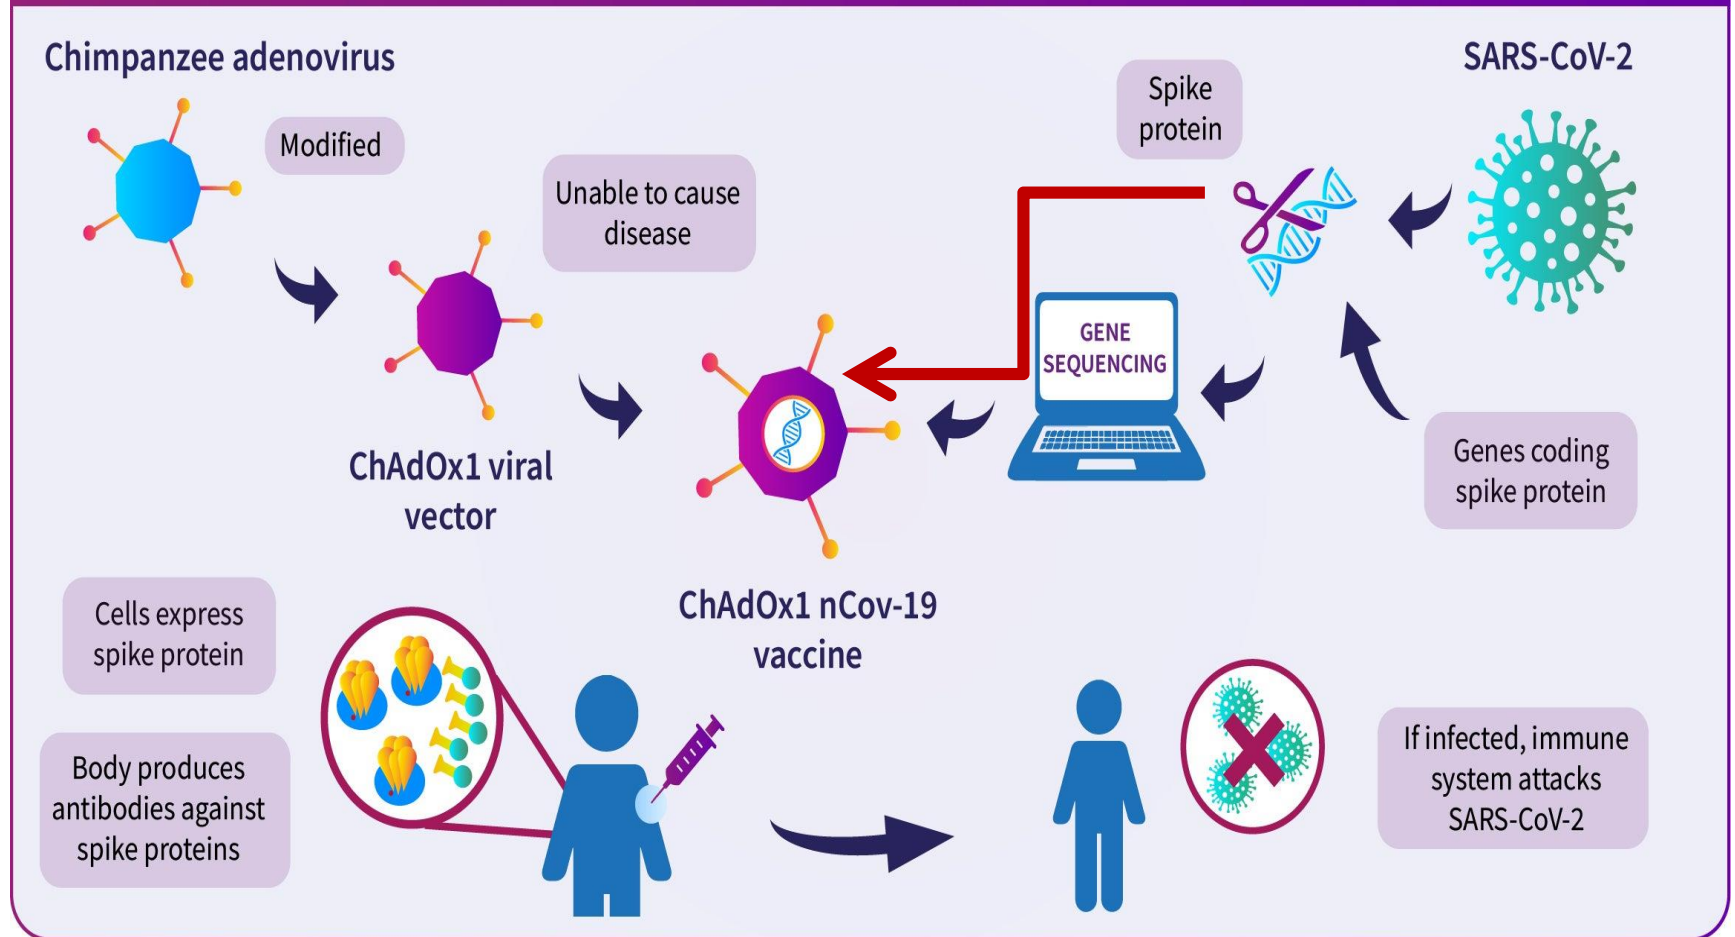 Chimpanzee adenovirus
SARS-CoV-2
Modified
Spike
protein
Unable to cause
disease
GENE
SEQUENCING
Genes coding
spike protein
ChAdOx1 viral
vector
ChAdOx1 nCov-19
vaccine
Cells express
spike protein
Body produces
antibodies against
spike proteins
If infected, immune
system attacks
SARS-CoV-2